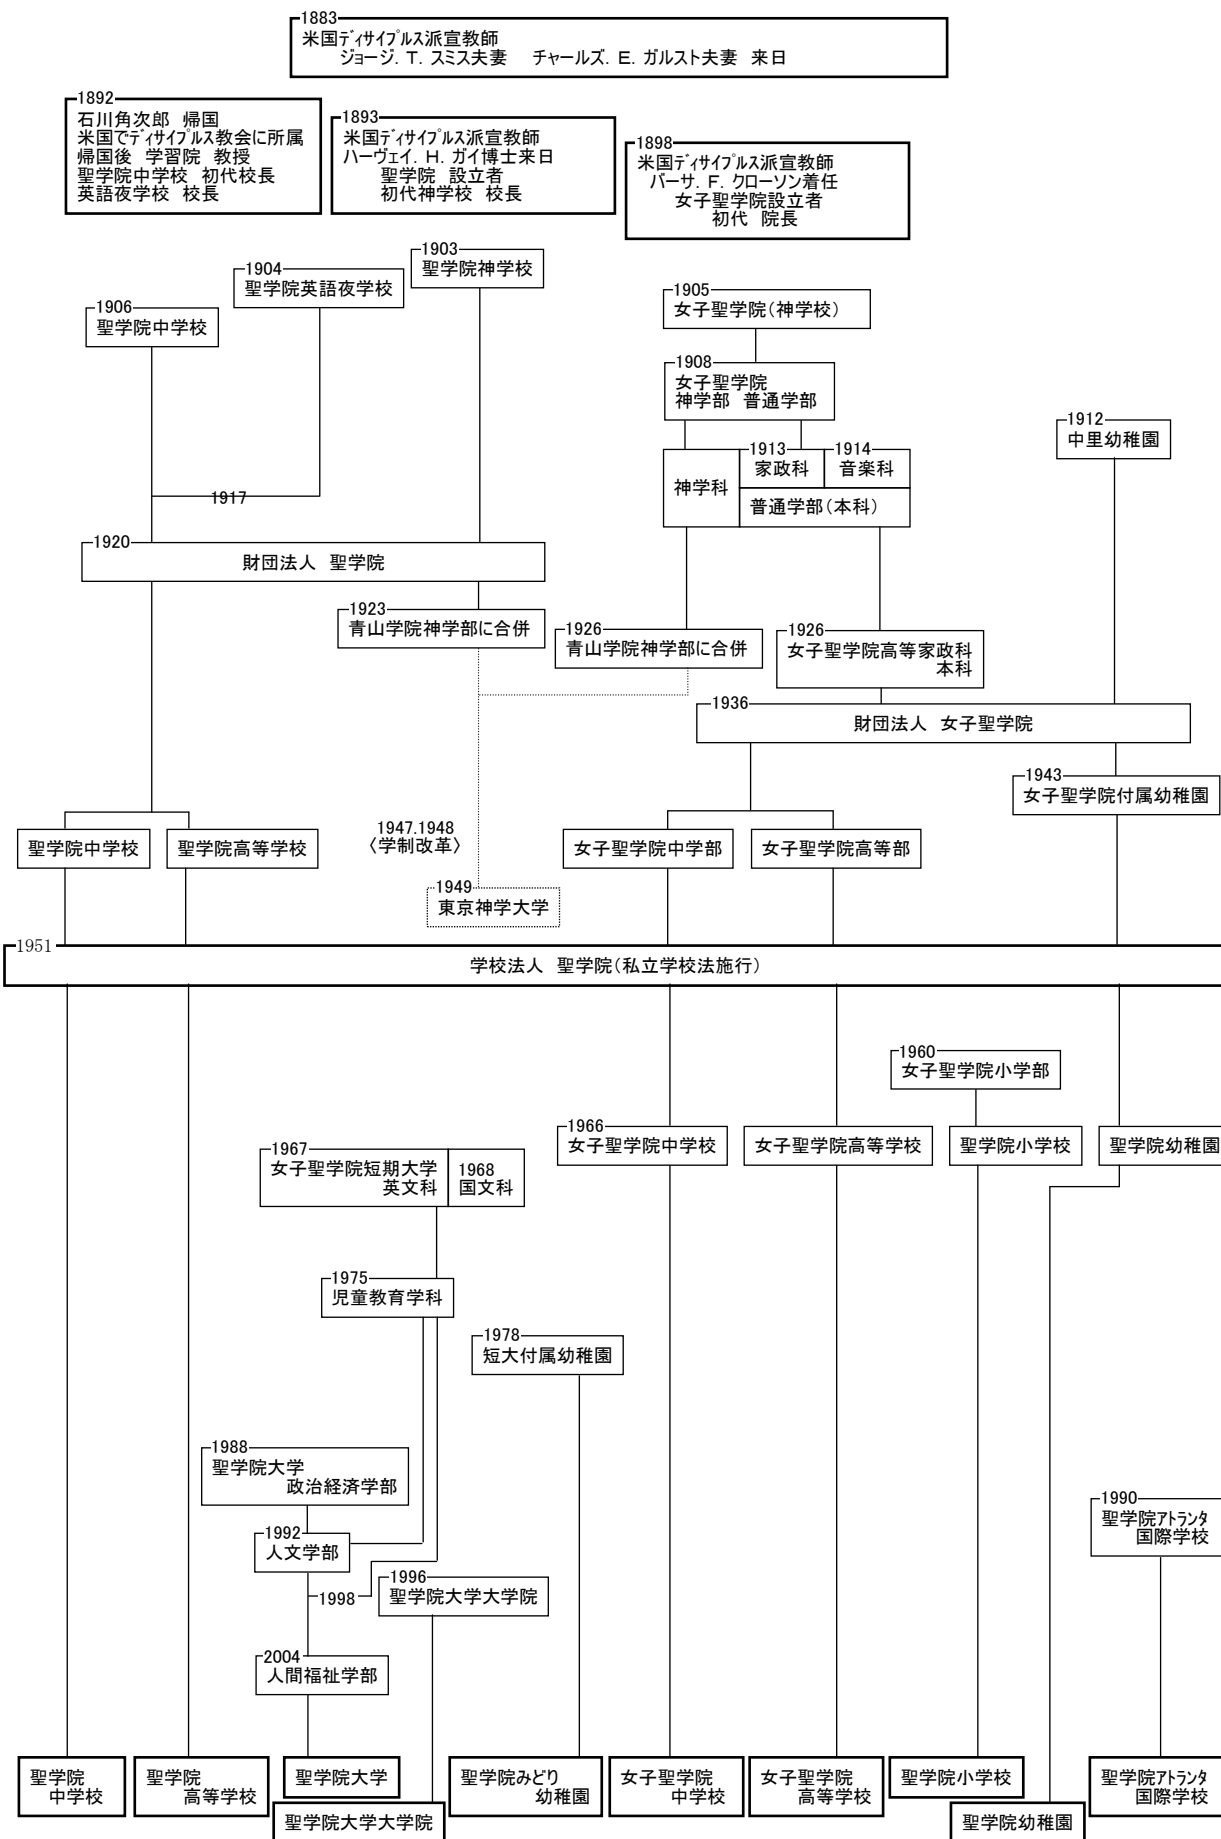 1883
米国ディサイプルス派宣教師
ジョージ. T. スミス夫妻 チャールズ. E. ガルスト夫妻 来日
1892
石川角次郎 帰国
米国でディサイプルス教会に所属
帰国後 学習院 教授
聖学院中学校 初代校長
英語夜学校 校長
1893
米国ディサイプルス派宣教師
ハーヴェイ. H. ガイ博士来日
聖学院 設立者
初代神学校 校長
1898
米国ディサイプルス派宣教師
バーサ. F. クローソン着任
女子聖学院設立者
初代 院長
1903
聖学院神学校
1904
聖学院英語夜学校
1906
聖学院中学校
1905
女子聖学院(神学校)
1908
女子聖学院
神学部 普通学部
1912
中里幼稚園
神学科
1913
家政科
1914
音楽科
普通学部(本科)
1917
1920
財団法人 聖学院
1923
青山学院神学部に合併
1926
青山学院神学部に合併
1926
女子聖学院高等家政科
本科
1936
財団法人 女子聖学院
1943
女子聖学院付属幼稚園
聖学院中学校
聖学院高等学校
1947.1948
〈学制改革〉
女子聖学院中学部
女子聖学院高等部
1949
東京神学大学
1951
学校法人 聖学院(私立学校法施行)
1960
女子聖学院小学部
1966
女子聖学院中学校
女子聖学院高等学校
聖学院小学校
聖学院幼稚園
1967
女子聖学院短期大学
英文科
1968
国文科
1975
児童教育学科
1978
短大付属幼稚園
1988
聖学院大学
政治経済学部
1990
聖学院アトランタ
国際学校
1992
人文学部
1996
聖学院大学大学院
1998
2004
人間福祉学部
聖学院
中学校
聖学院
高等学校
聖学院大学
聖学院大学大学院
聖学院みどり
幼稚園
女子聖学院
中学校
女子聖学院
高等学校
聖学院小学校
聖学院幼稚園
聖学院アトランタ
国際学校